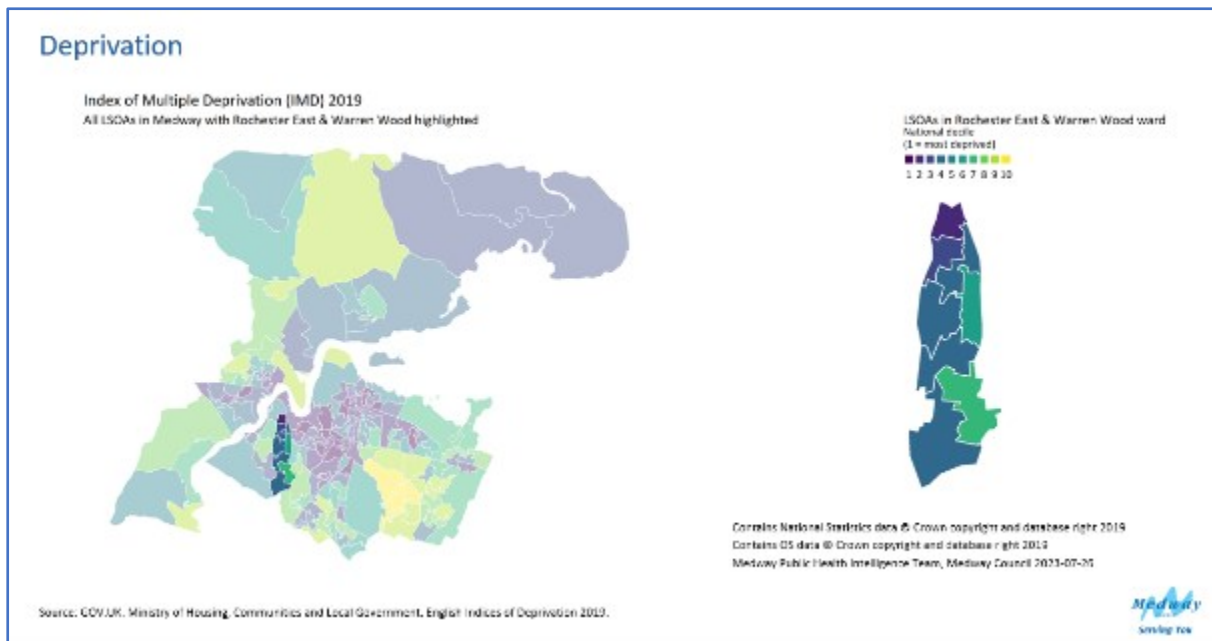 Deprivation
Index of Multiple Deprivation (IMD) 2019
All LSOAs in Medway with Rochester East & Warren Wood highlighted
LSOAs in Rochester East & Warren Wood ward
National decile
(1 = most deprived)
1 2 3 4 5 6 7 8 9 10
Contains National Statistics data © Crown copyright and database right 2019
Contains OS data © Crown copyright and database right 2019
Medway Public Health Intelligence Team, Medway Council 2023-07-26
Source: GOV.UK. Ministry of Housing, Communities and Local Government. English Indices of Deprivation 2019.
Medway
Serving You